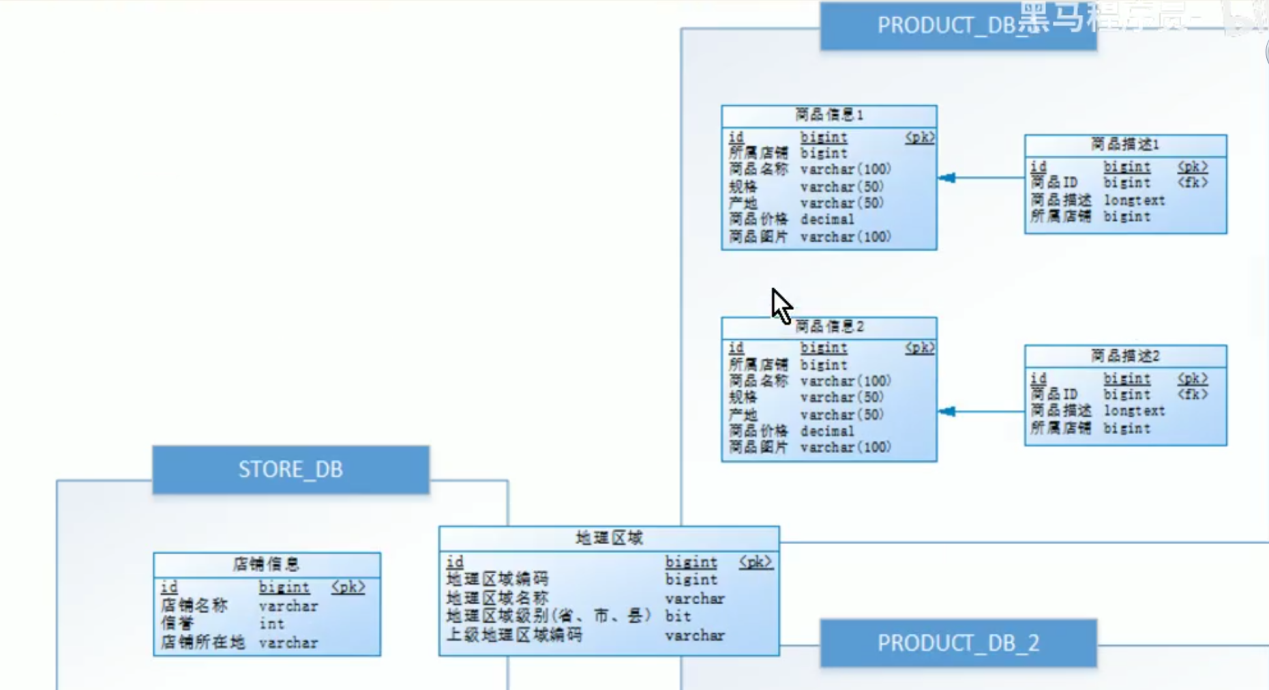 黑马程序员-
PRODUCT_DB_1
商品信息1
id bigint <pk>
所属店铺 bigint
商品名称 varchar(100)
规格 varchar(50)
产地 varchar(50)
商品价格 decimal
商品图片 varchar(100)
商品描述1
id bigint <pk>
商品ID bigint <fk>
商品描述 longtext
所属店铺 bigint
商品信息2
id bigint <pk>
所属店铺 bigint
商品名称 varchar(100)
规格 varchar(50)
产地 varchar(50)
商品价格 decimal
商品图片 varchar(100)
商品描述2
id bigint <pk>
商品ID bigint <fk>
商品描述 longtext
所属店铺 bigint
STORE_DB
店铺信息
id bigint <pk>
店铺名称 varchar
信誉 int
店铺所在地 varchar
地理区域
id bigint <pk>
地理区域编码 bigint
地理区域名称 varchar
地理区域级别(省、市、县) bit
上级地理区域编码 varchar
PRODUCT_DB_2